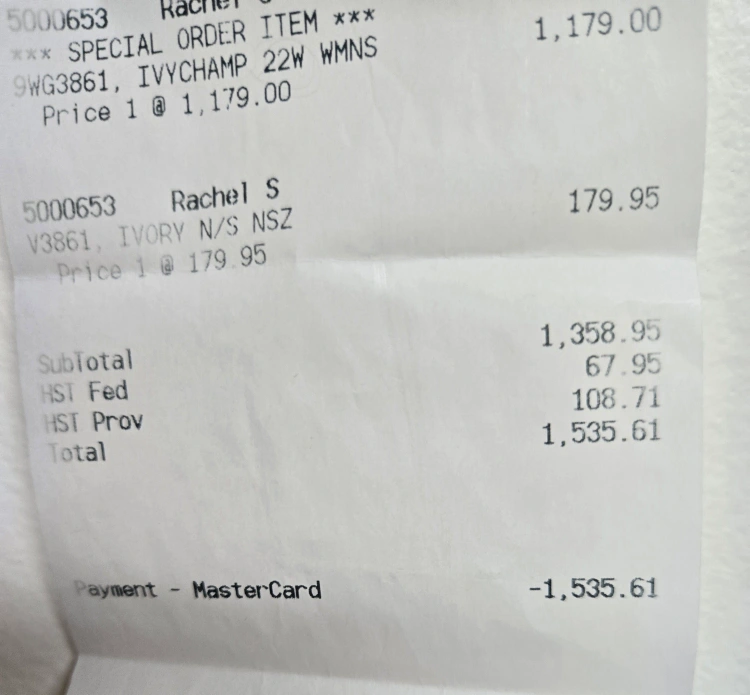 5000653 Rachel S
*** SPECIAL ORDER ITEM *** 1,179.00
9WG3861, IVYCHAMP 22W WMNS
Price 1 @ 1,179.00
5000653 Rachel S 179.95
V3861, IVORY N/S NSZ
Price 1 @ 179.95
SubTotal 1,358.95
HST Fed 67.95
HST Prov 108.71
Total 1,535.61
Payment - MasterCard -1,535.61